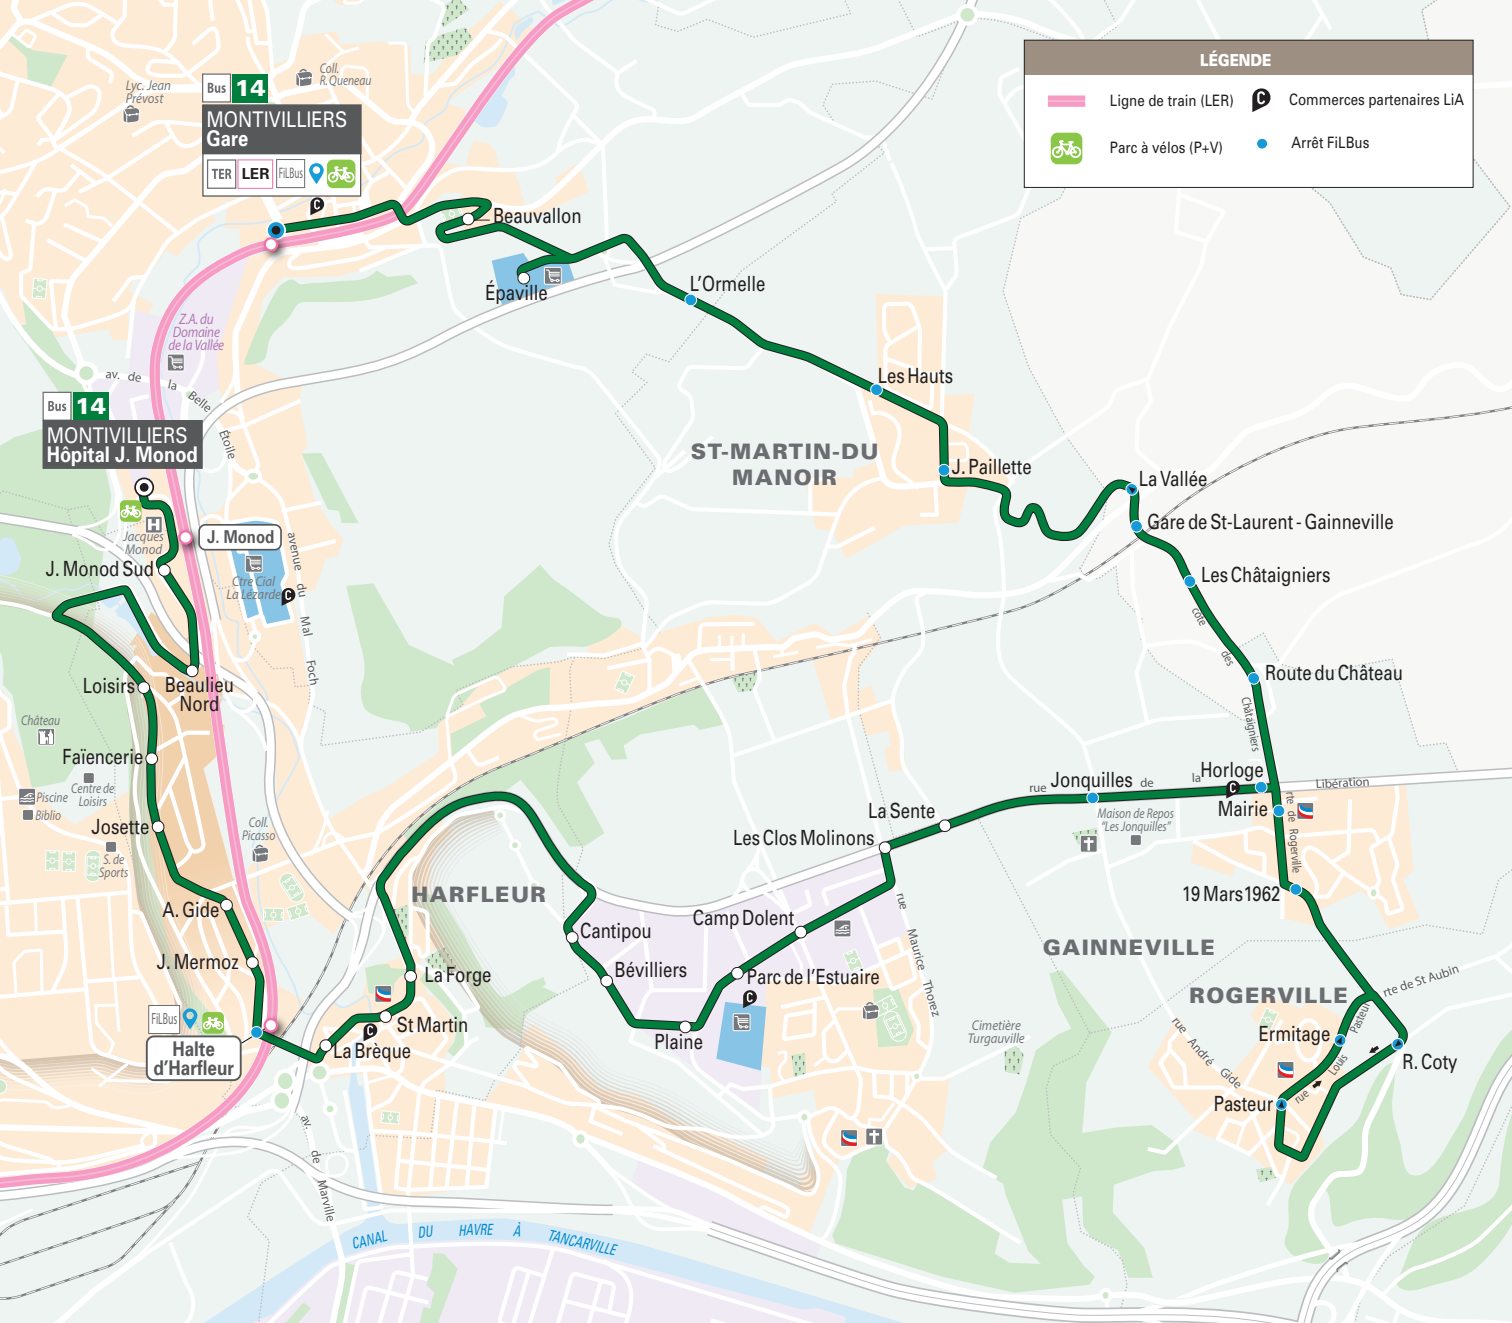 LÉGENDE
Ligne de train (LER)
Commerces partenaires LiA
Parc à vélos (P+V)
Arrêt FiLBus
Lyc. Jean
Prévost
Coll.
R. Queneau
Bus 14
MONTIVILLIERS
Gare
TER LER FiLBus
Beauvallon
Épaville
L'Ormelle
Z.A. du
Domaine
de la Vallée
av. de la Belle Étoile
Les Hauts
Bus 14
MONTIVILLIERS
Hôpital J. Monod
ST-MARTIN-DU
MANOIR
J. Paillette
La Vallée
Gare de St-Laurent - Gainneville
H
Jacques
Monod
J. Monod
J. Monod Sud
Ctre Cial
La Lézarde
avenue du Mal Foch
Les Châtaigniers
côte des Châtaigniers
Route du Château
Loisirs
Beaulieu
Nord
Château
Faïencerie
Centre de
Loisirs
Piscine
Biblio
Josette
S. de
Sports
Coll.
Picasso
A. Gide
J. Mermoz
FiLBus
Halte
d'Harfleur
La Brèque
St Martin
La Forge
HARFLEUR
Cantipou
Bévilliers
Plaine
Parc de l'Estuaire
Camp Dolent
Les Clos Molinons
La Sente
rue de la Libération
Jonquilles
Maison de Repos
"Les Jonquilles"
Horloge
Mairie
rte de Rogerville
19 Mars 1962
rue Maurice Thorez
GAINNEVILLE
ROGERVILLE
rte de St Aubin
Cimetière
Turgauville
rue André Gide
Ermitage
rue Louis Pasteur
R. Coty
Pasteur
av. de Marville
CANAL DU HAVRE À TANCARVILLE